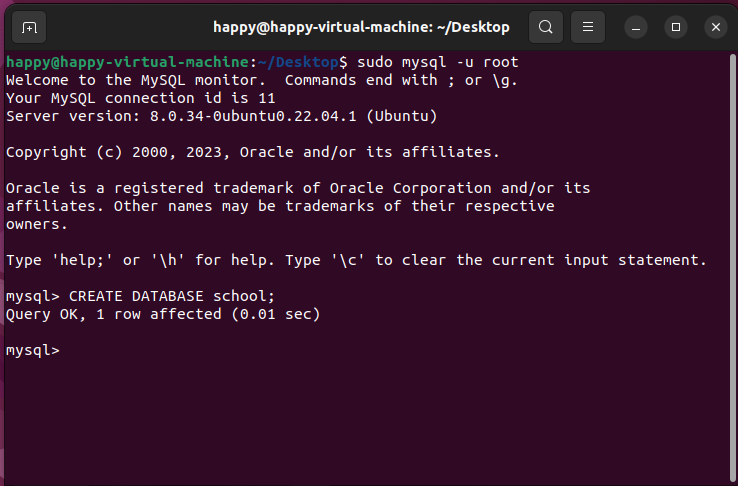 happy@happy-virtual-machine: ~/Desktop
happy@happy-virtual-machine:~/Desktop$ sudo mysql -u root
Welcome to the MySQL monitor.  Commands end with ; or \g.
Your MySQL connection id is 11
Server version: 8.0.34-0ubuntu0.22.04.1 (Ubuntu)

Copyright (c) 2000, 2023, Oracle and/or its affiliates.

Oracle is a registered trademark of Oracle Corporation and/or its
affiliates. Other names may be trademarks of their respective
owners.

Type 'help;' or '\h' for help. Type '\c' to clear the current input statement.

mysql> CREATE DATABASE school;
Query OK, 1 row affected (0.01 sec)

mysql>